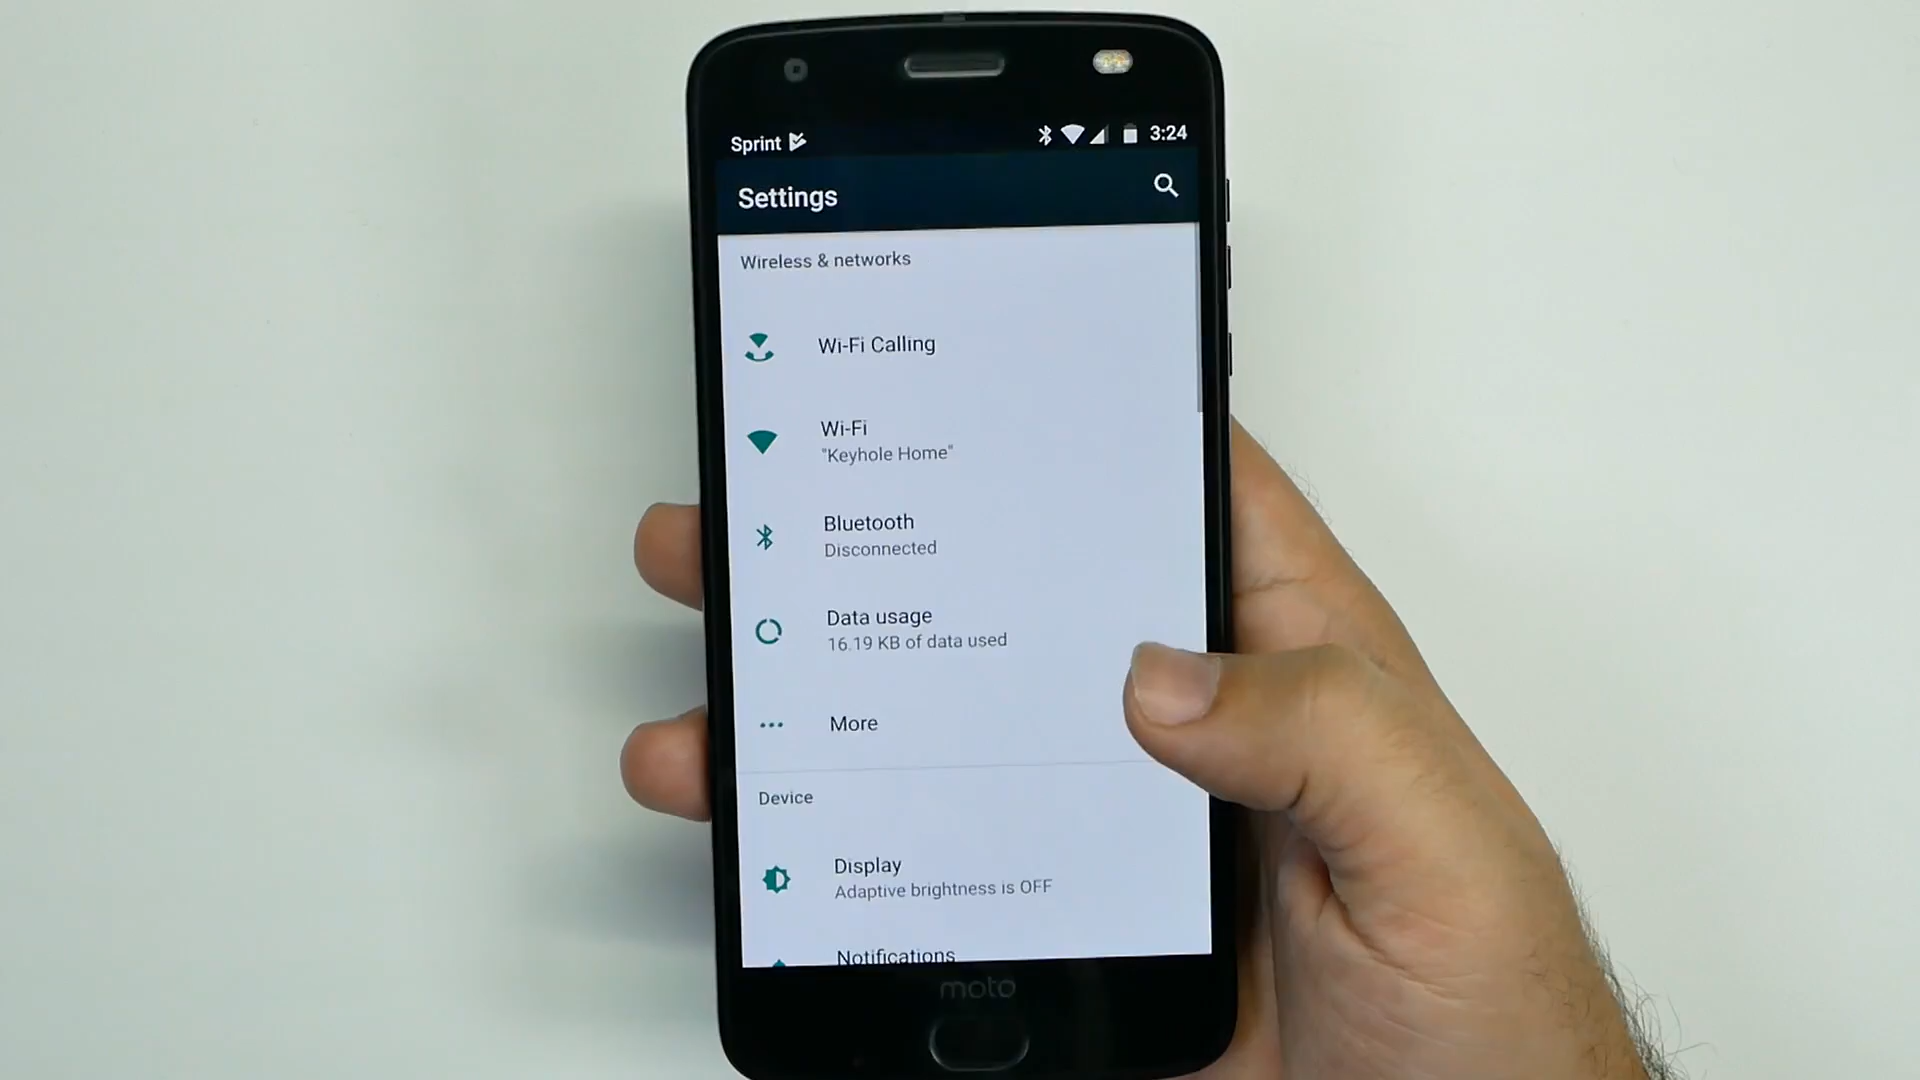 Sprint
3:24
Settings
Wireless & networks
Wi-Fi Calling
Wi-Fi
"Keyhole Home"
Bluetooth
Disconnected
Data usage
16.19 KB of data used
More
Device
Display
Adaptive brightness is OFF
Notifications
moto